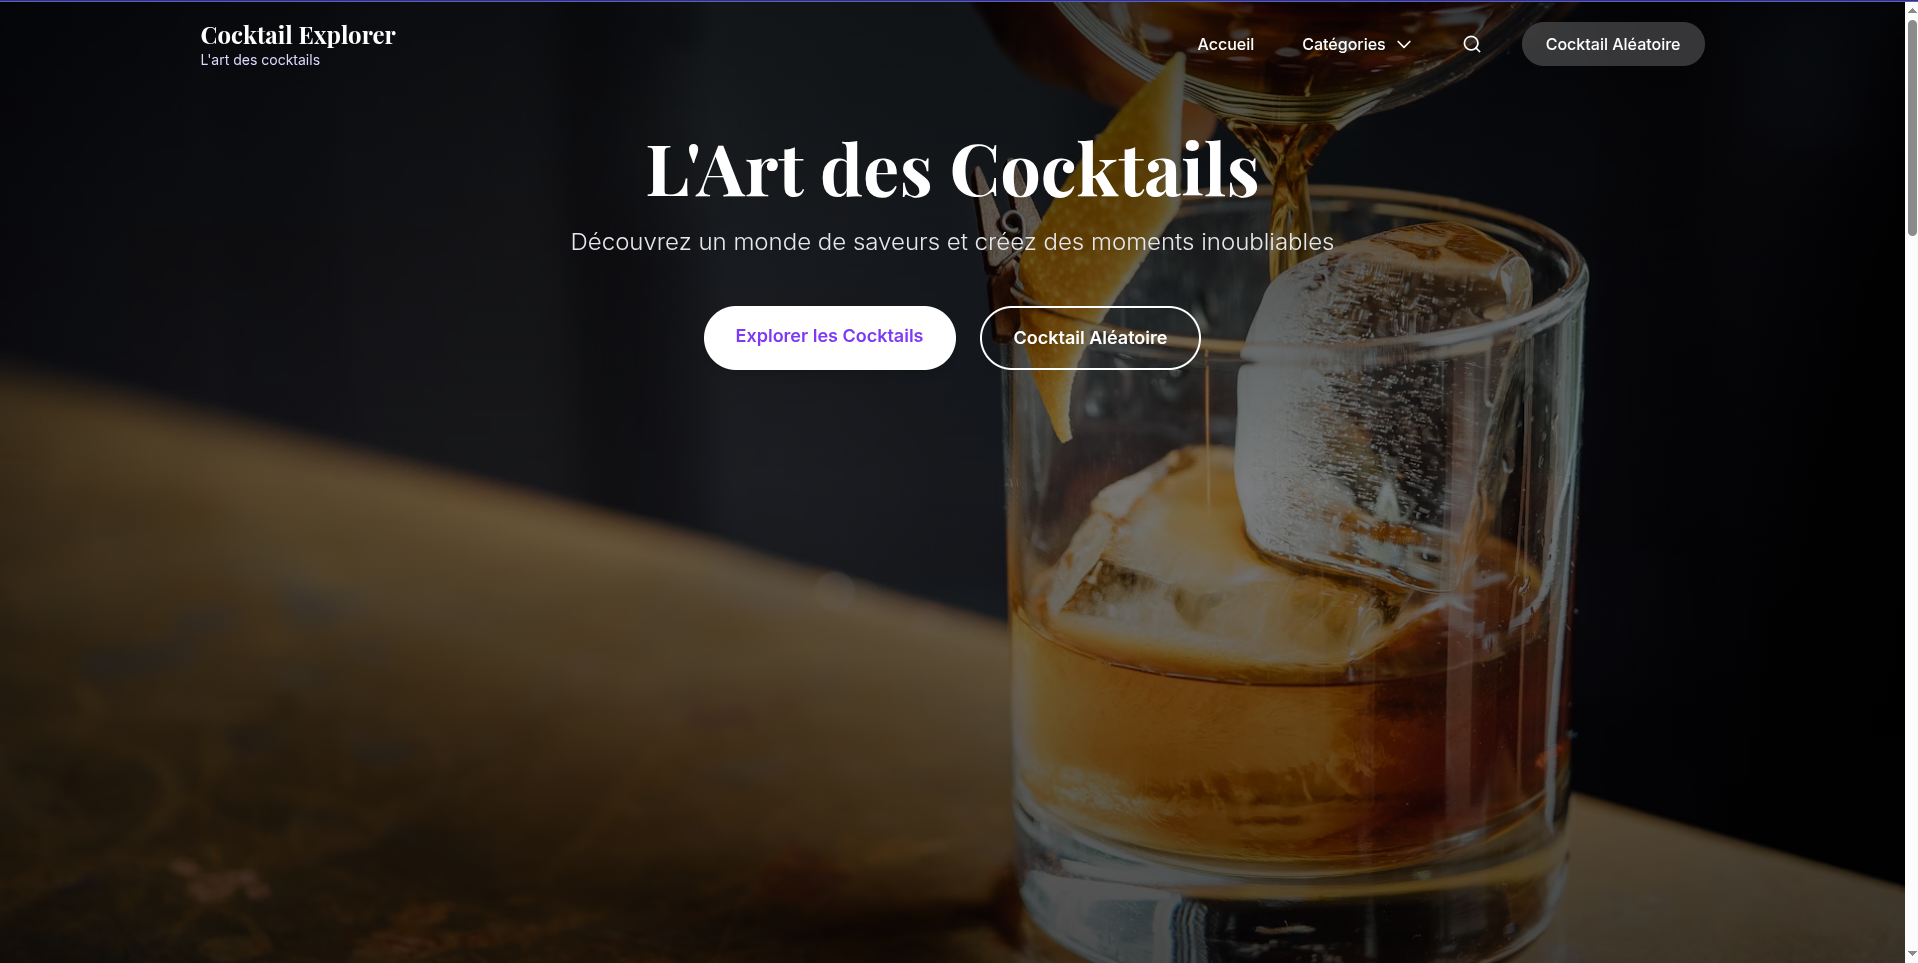 Cocktail Explorer
L'art des cocktails
Accueil
Catégories
Cocktail Aléatoire
L'Art des Cocktails
Découvrez un monde de saveurs et créez des moments inoubliables
Explorer les Cocktails
Cocktail Aléatoire